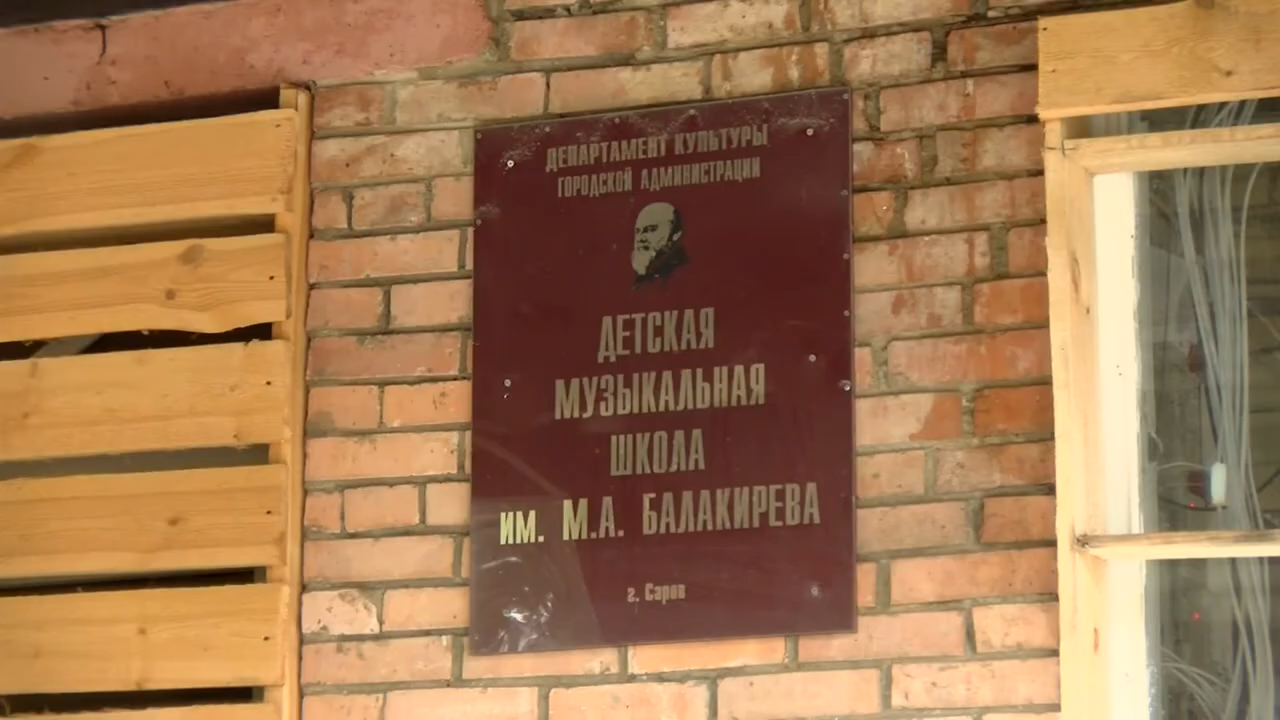 ДЕПАРТАМЕНТ КУЛЬТУРЫ
ГОРОДСКОЙ АДМИНИСТРАЦИИ
ДЕТСКАЯ
МУЗЫКАЛЬНАЯ
ШКОЛА
ИМ. М.А. БАЛАКИРЕВА
г. Саров